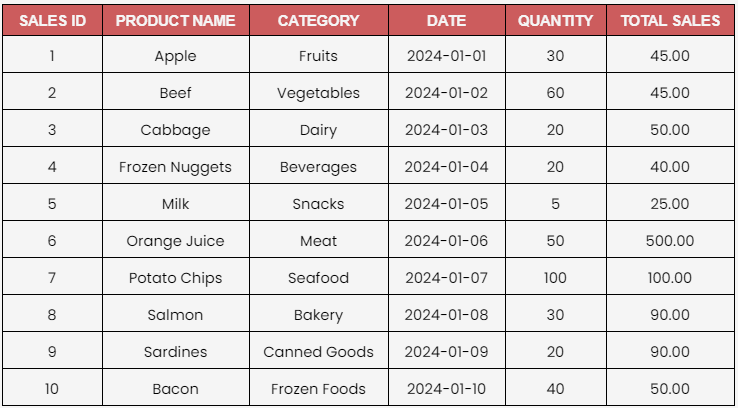 SALES ID PRODUCT NAME CATEGORY DATE QUANTITY TOTAL SALES
1 Apple Fruits 2024-01-01 30 45.00
2 Beef Vegetables 2024-01-02 60 45.00
3 Cabbage Dairy 2024-01-03 20 50.00
4 Frozen Nuggets Beverages 2024-01-04 20 40.00
5 Milk Snacks 2024-01-05 5 25.00
6 Orange Juice Meat 2024-01-06 50 500.00
7 Potato Chips Seafood 2024-01-07 100 100.00
8 Salmon Bakery 2024-01-08 30 90.00
9 Sardines Canned Goods 2024-01-09 20 90.00
10 Bacon Frozen Foods 2024-01-10 40 50.00